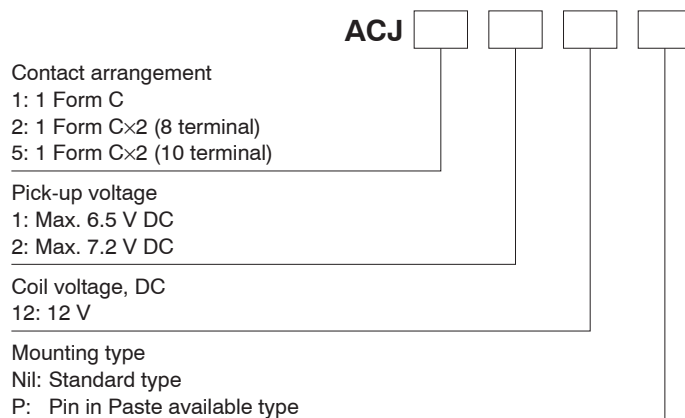 ACJ
Contact arrangement
1: 1 Form C
2: 1 Form C×2 (8 terminal)
5: 1 Form C×2 (10 terminal)
Pick-up voltage
1: Max. 6.5 V DC
2: Max. 7.2 V DC
Coil voltage, DC
12: 12 V
Mounting type
Nil: Standard type
P: Pin in Paste available type